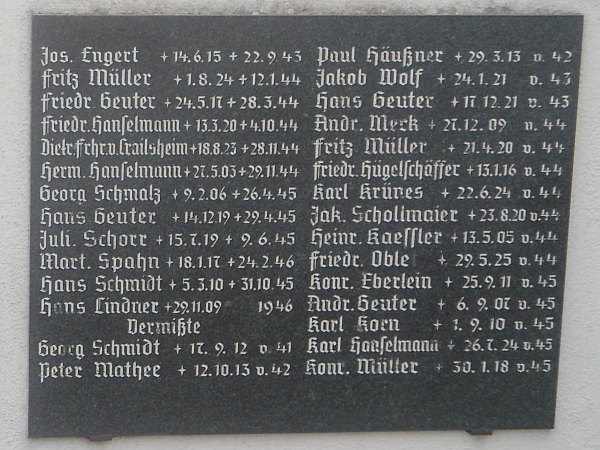 Jos. Engert + 14.6.15 + 22.9.43
Fritz Müller + 1.8.24 + 12.1.44
Friedr. Geuter + 24.5.17 + 28.3.44
Friedr. Hanselmann + 13.3.20 + 4.10.44
Dietr. Frhr. v. Crailsheim + 18.8.23 + 28.11.44
Herm. Hanselmann + 27.5.03 + 29.11.44
Georg Schmalz + 9.2.06 + 26.4.45
Hans Geuter + 14.12.19 + 29.4.45
Juli. Schorr + 15.7.19 + 9.6.45
Mart. Spahn + 18.1.17 + 24.2.46
Hans Schmidt + 5.3.10 + 31.10.45
Hans Lindner + 29.11.09 1946
Vermißte
Georg Schmidt + 17.9.12 v. 41
Peter Mathee + 12.10.13 v. 42
Paul Häußner + 29.3.13 v. 42
Jakob Wolf + 24.1.21 v. 43
Hans Geuter + 17.12.21 v. 43
Andr. Merk + 27.12.09 v. 44
Fritz Müller + 21.4.20 v. 44
Friedr. Hügelschäffer + 13.1.16 v. 44
Karl Krünes + 22.6.24 v. 44
Jak. Schollmaier + 23.8.20 v. 44
Heinr. Kaeffler + 13.5.05 v. 44
Friedr. Oble + 29.5.25 v. 44
Konr. Eberlein + 25.9.11 v. 45
Andr. Geuter + 6.9.07 v. 45
Karl Korn + 1.9.10 v. 45
Karl Hanselmann + 26.7.24 v. 45
Konr. Müller + 30.1.18 v. 45